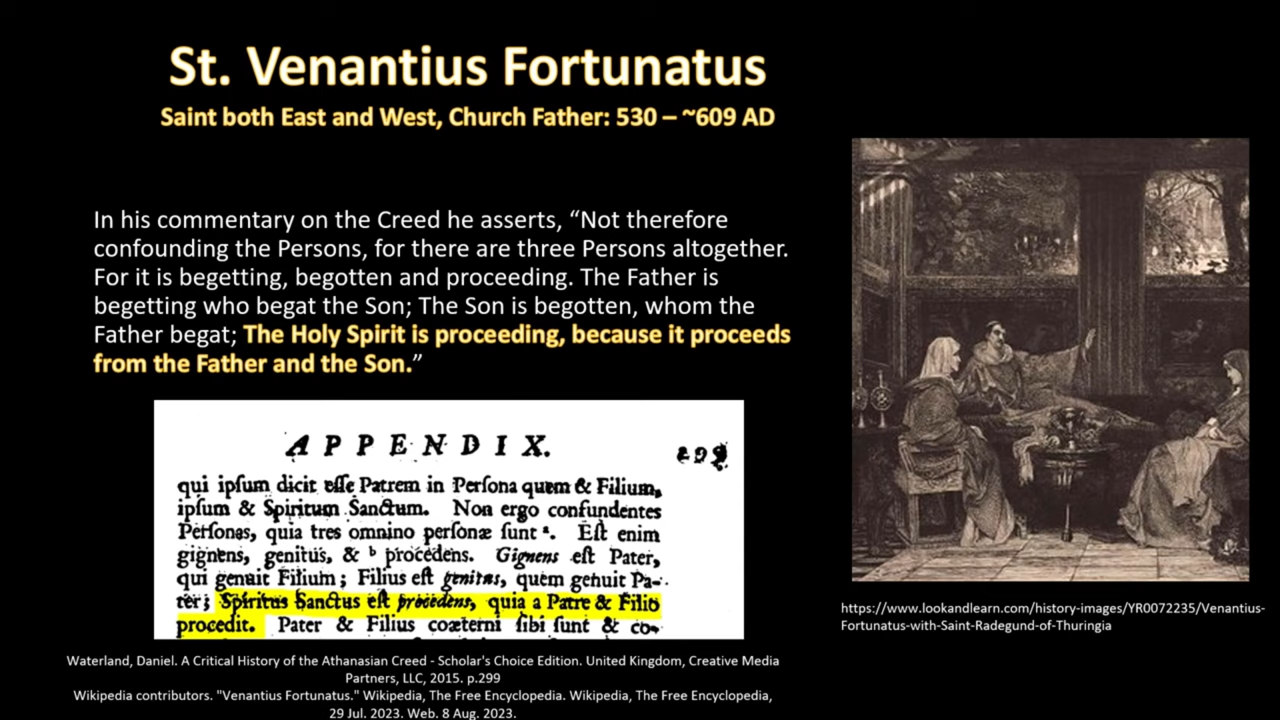 St. Venantius Fortunatus
Saint both East and West, Church Father: 530 – ~609 AD
In his commentary on the Creed he asserts, “Not therefore
confounding the Persons, for there are three Persons altogether.
For it is begetting, begotten and proceeding. The Father is
begetting who begat the Son; The Son is begotten, whom the
Father begat; The Holy Spirit is proceeding, because it proceeds
from the Father and the Son.”
APPENDIX. 299
qui ipſum dicit eſſe Patrem in Perſona quem & Filium,
ipſum & Spiritum Sanctum. Non ergo confundentes
Perſonas, quia tres omnino perſonæ ſunt ª. Eſt enim
gignens, genitus, & ᵇ procedens. Gignens eſt Pater,
qui genuit Filium; Filius eſt genitus, quem genuit Pa-
ter; Spiritus Sanctus eſt procedens, quia a Patre & Filio
procedit. Pater & Filius coæterni ſibi ſunt & co-
Waterland, Daniel. A Critical History of the Athanasian Creed - Scholar's Choice Edition. United Kingdom, Creative Media
Partners, LLC, 2015. p.299
Wikipedia contributors. "Venantius Fortunatus." Wikipedia, The Free Encyclopedia. Wikipedia, The Free Encyclopedia,
29 Jul. 2023. Web. 8 Aug. 2023.
https://www.lookandlearn.com/history-images/YR0072235/Venantius-
Fortunatus-with-Saint-Radegund-of-Thuringia